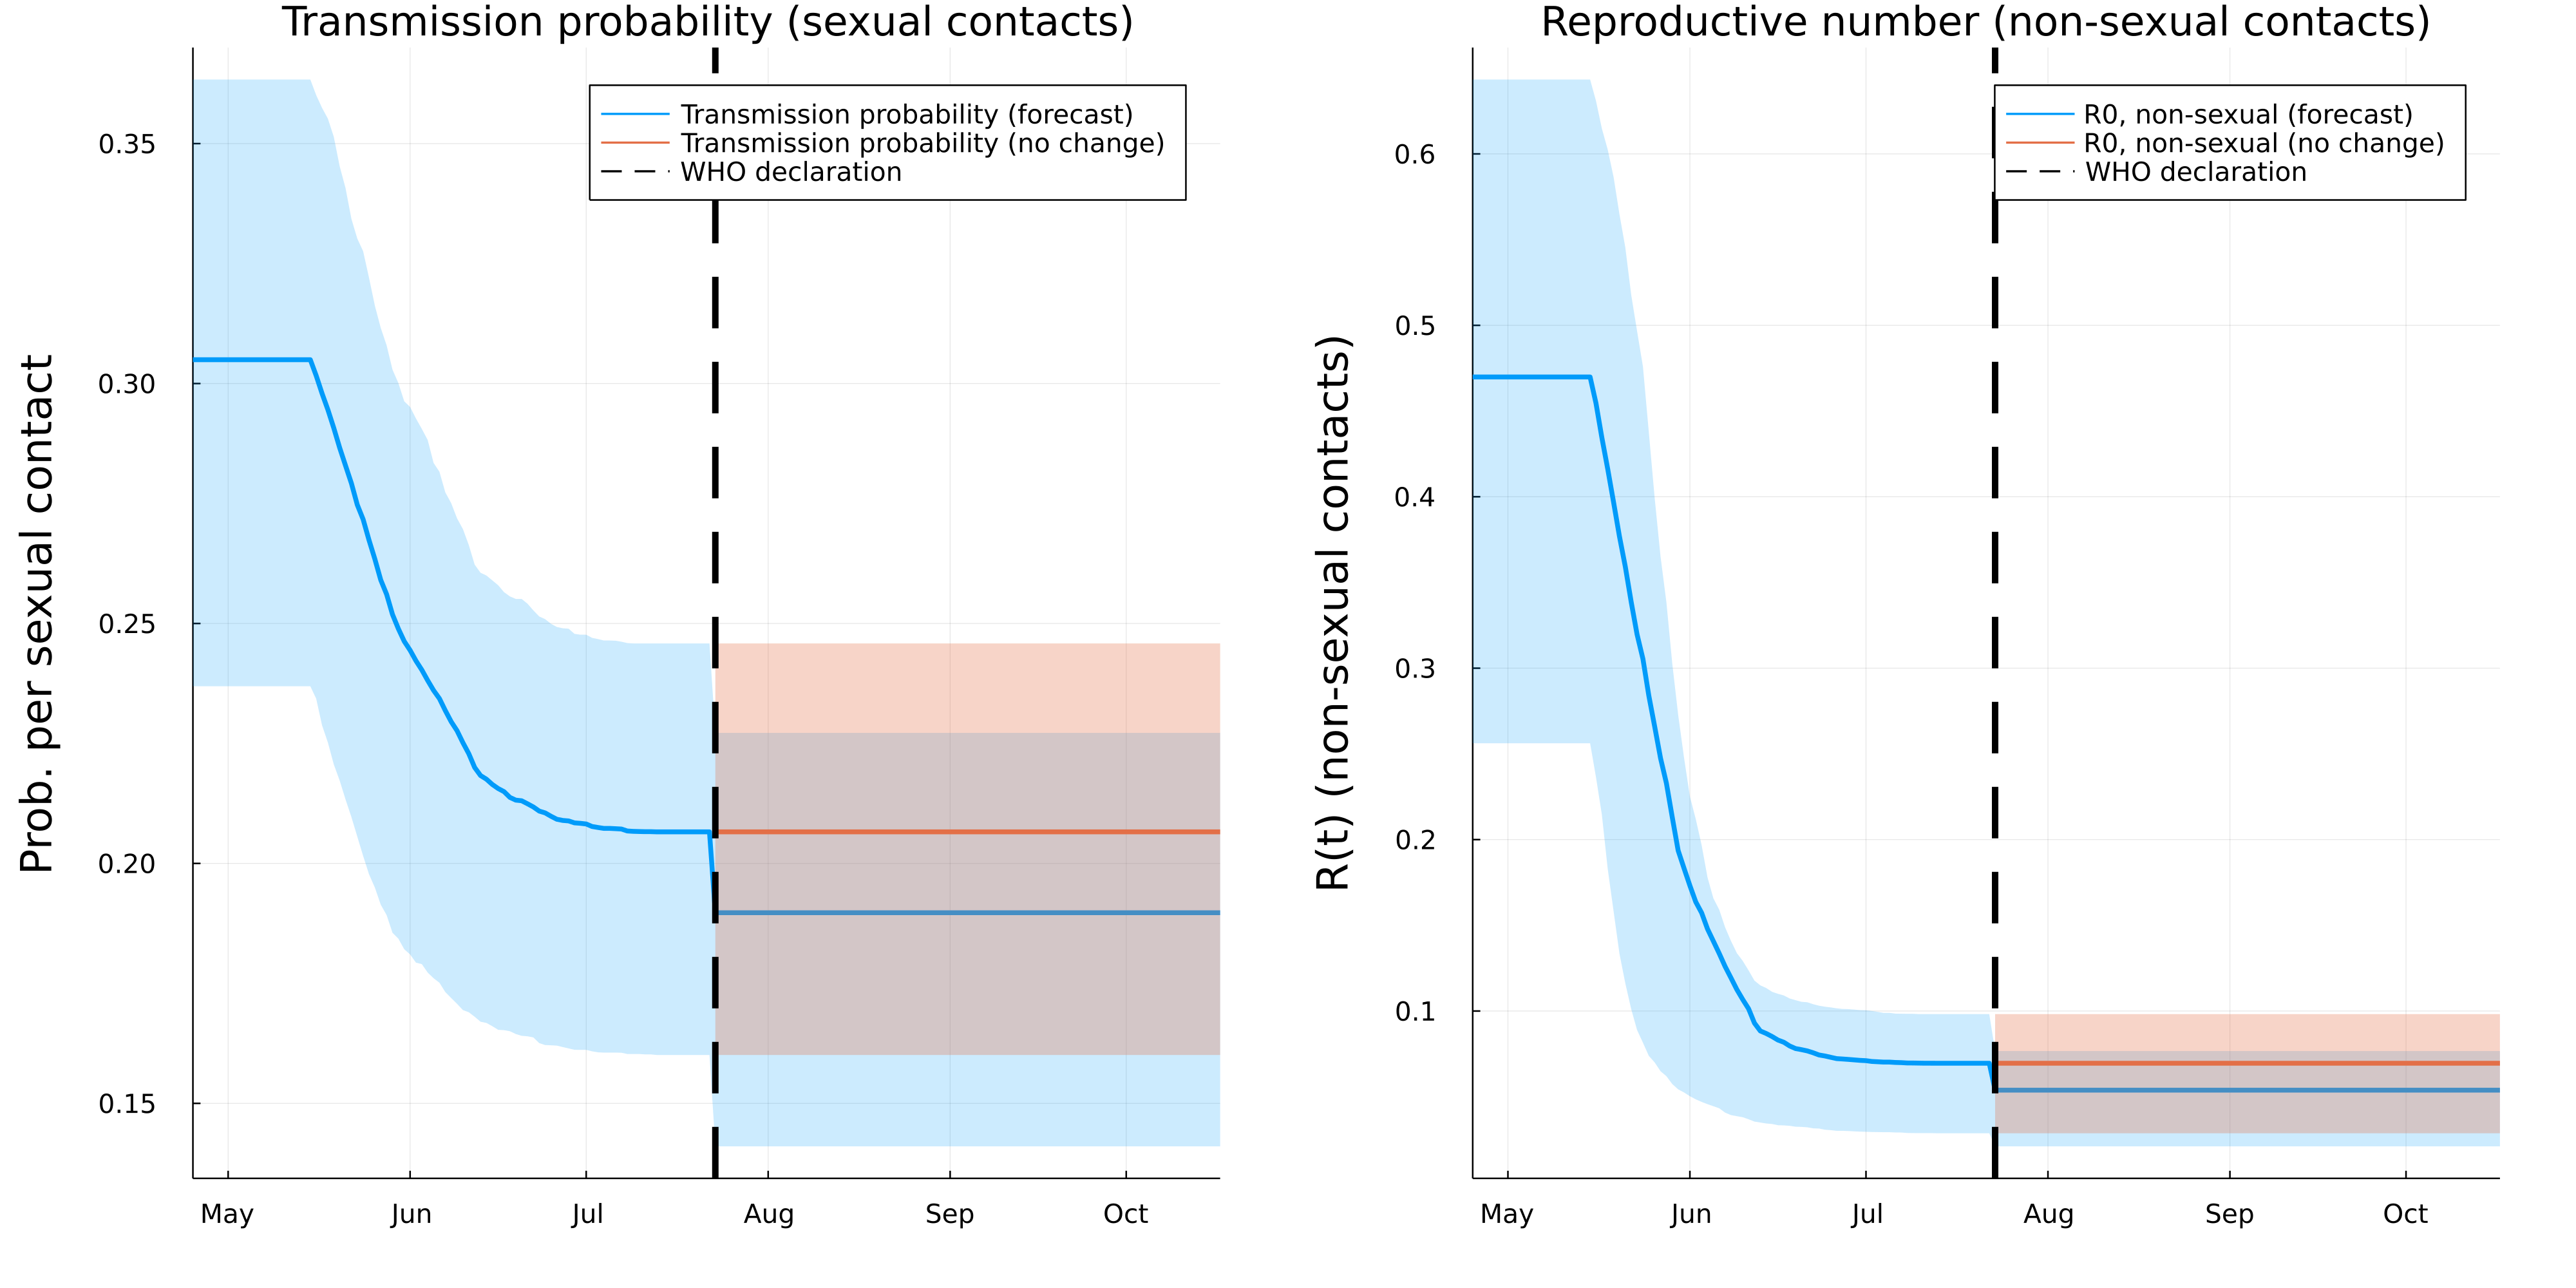 Transmission probability (sexual contacts)
Prob. per sexual contact
0.35
0.30
0.25
0.20
0.15
Transmission probability (forecast)
Transmission probability (no change)
WHO declaration
May Jun Jul Aug Sep Oct
Reproductive number (non-sexual contacts)
R(t) (non-sexual contacts)
0.6
0.5
0.4
0.3
0.2
0.1
R0, non-sexual (forecast)
R0, non-sexual (no change)
WHO declaration
May Jun Jul Aug Sep Oct